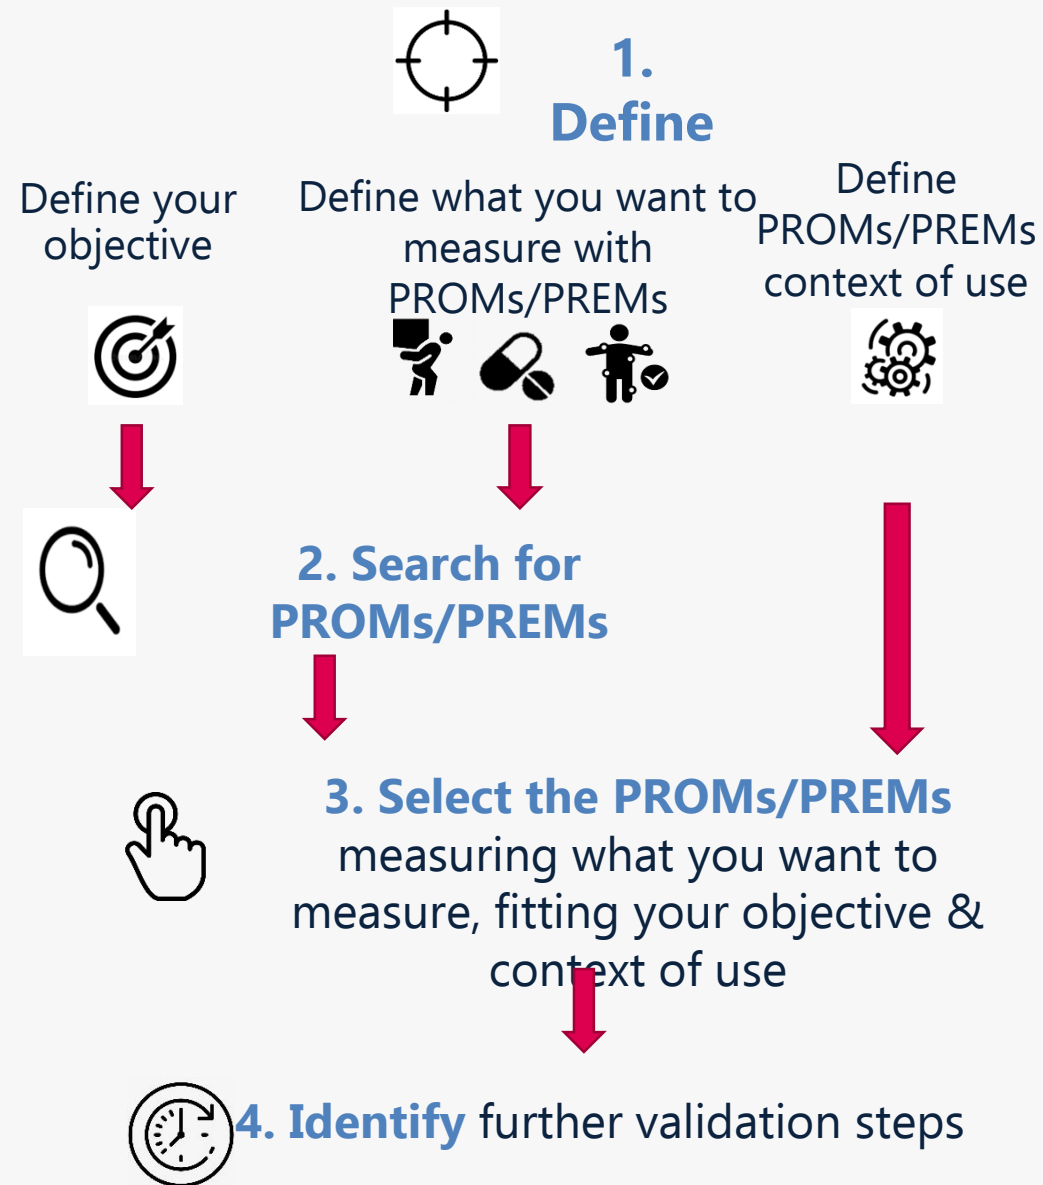 1.
Define
Define your
objective
Define what you want to
measure with
PROMs/PREMs
Define
PROMs/PREMs
context of use
2. Search for
PROMs/PREMs
3. Select the PROMs/PREMs
measuring what you want to
measure, fitting your objective &
context of use
4. Identify further validation steps